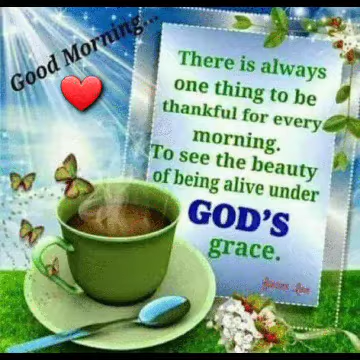 Good Morning...
There is always
one thing to be
thankful for every
morning.
To see the beauty
of being alive under
GOD'S
grace.